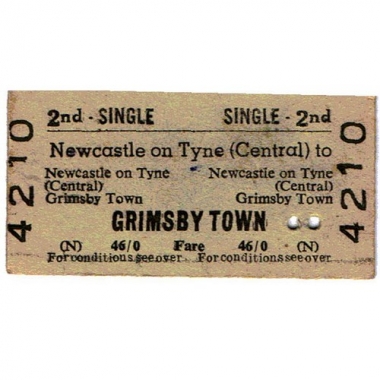 2nd - SINGLE SINGLE - 2nd
Newcastle on Tyne (Central) to
Newcastle on Tyne Newcastle on Tyne
(Central) (Central)
Grimsby Town Grimsby Town
GRIMSBY TOWN
(N) 46/0 Fare 46/0 (N)
For conditions see over For conditions see over.
4210
4210